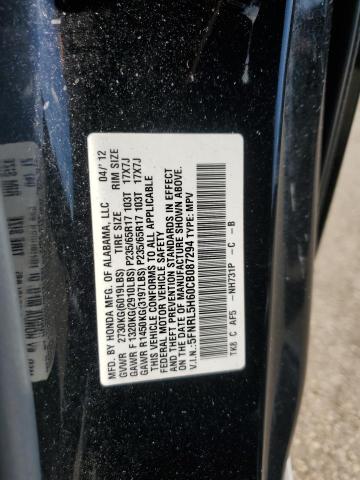 MFD. BY HONDA MFG. OF ALABAMA, LLC 04/'12
TIRE SIZE RIM SIZE
GVWR 2730KG(6019LBS)
GAWR F1320KG(2910LBS) P235/65R17 103T 17X7J
GAWR R1450KG(3197LBS) P235/65R17 103T 17X7J
THIS VEHICLE CONFORMS TO ALL APPLICABLE
FEDERAL MOTOR VEHICLE SAFETY
AND THEFT PREVENTION STANDARDS IN EFFECT
ON THE DATE OF MANUFACTURE SHOWN ABOVE.
V.I.N.:5FNRL5H60CB087294 TYPE: MPV
TK8 C AF5 -NH731P -C -B